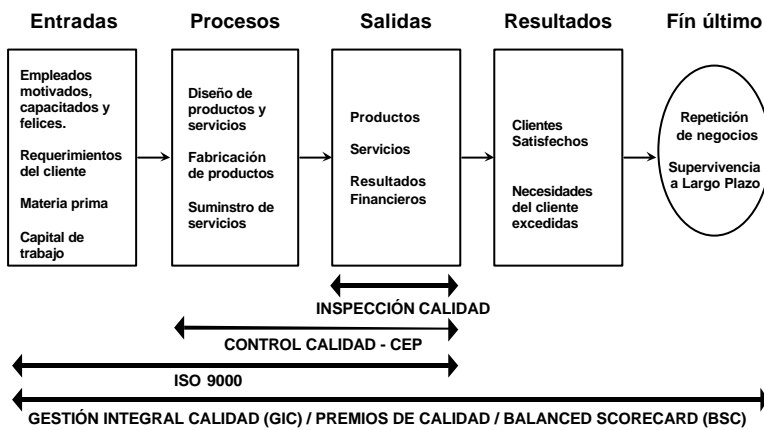 Entradas
Procesos
Salidas
Resultados
Fín último
Empleados
motivados,
capacitados y
felices.
Requerimientos
del cliente
Materia prima
Capital de
trabajo
Diseño de
productos y
servicios
Fabricación
de productos
Suminstro de
servicios
Productos
Servicios
Resultados
Financieros
Clientes
Satisfechos
Necesidades
del cliente
excedidas
Repetición
de negocios
Supervivencia
a Largo Plazo
INSPECCIÓN CALIDAD
CONTROL CALIDAD - CEP
ISO 9000
GESTIÓN INTEGRAL CALIDAD (GIC) / PREMIOS DE CALIDAD / BALANCED SCORECARD (BSC)